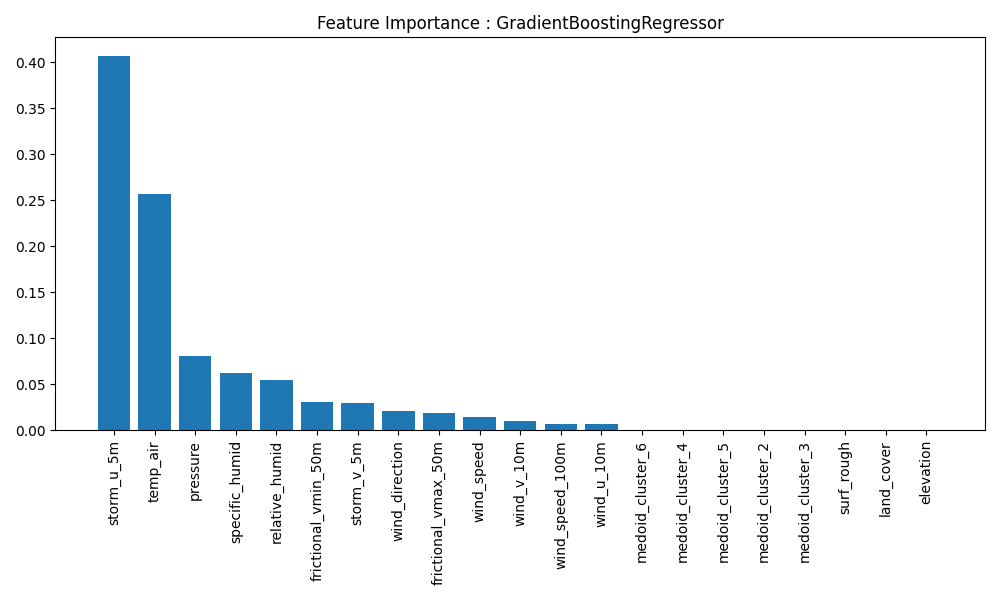 Feature Importance : GradientBoostingRegressor
0.40
0.35
0.30
0.25
0.20
0.15
0.10
0.05
0.00
storm_u_5m
temp_air
pressure
specific_humid
relative_humid
frictional_vmin_50m
storm_v_5m
wind_direction
frictional_vmax_50m
wind_speed
wind_v_10m
wind_speed_100m
wind_u_10m
medoid_cluster_6
medoid_cluster_4
medoid_cluster_5
medoid_cluster_2
medoid_cluster_3
surf_rough
land_cover
elevation